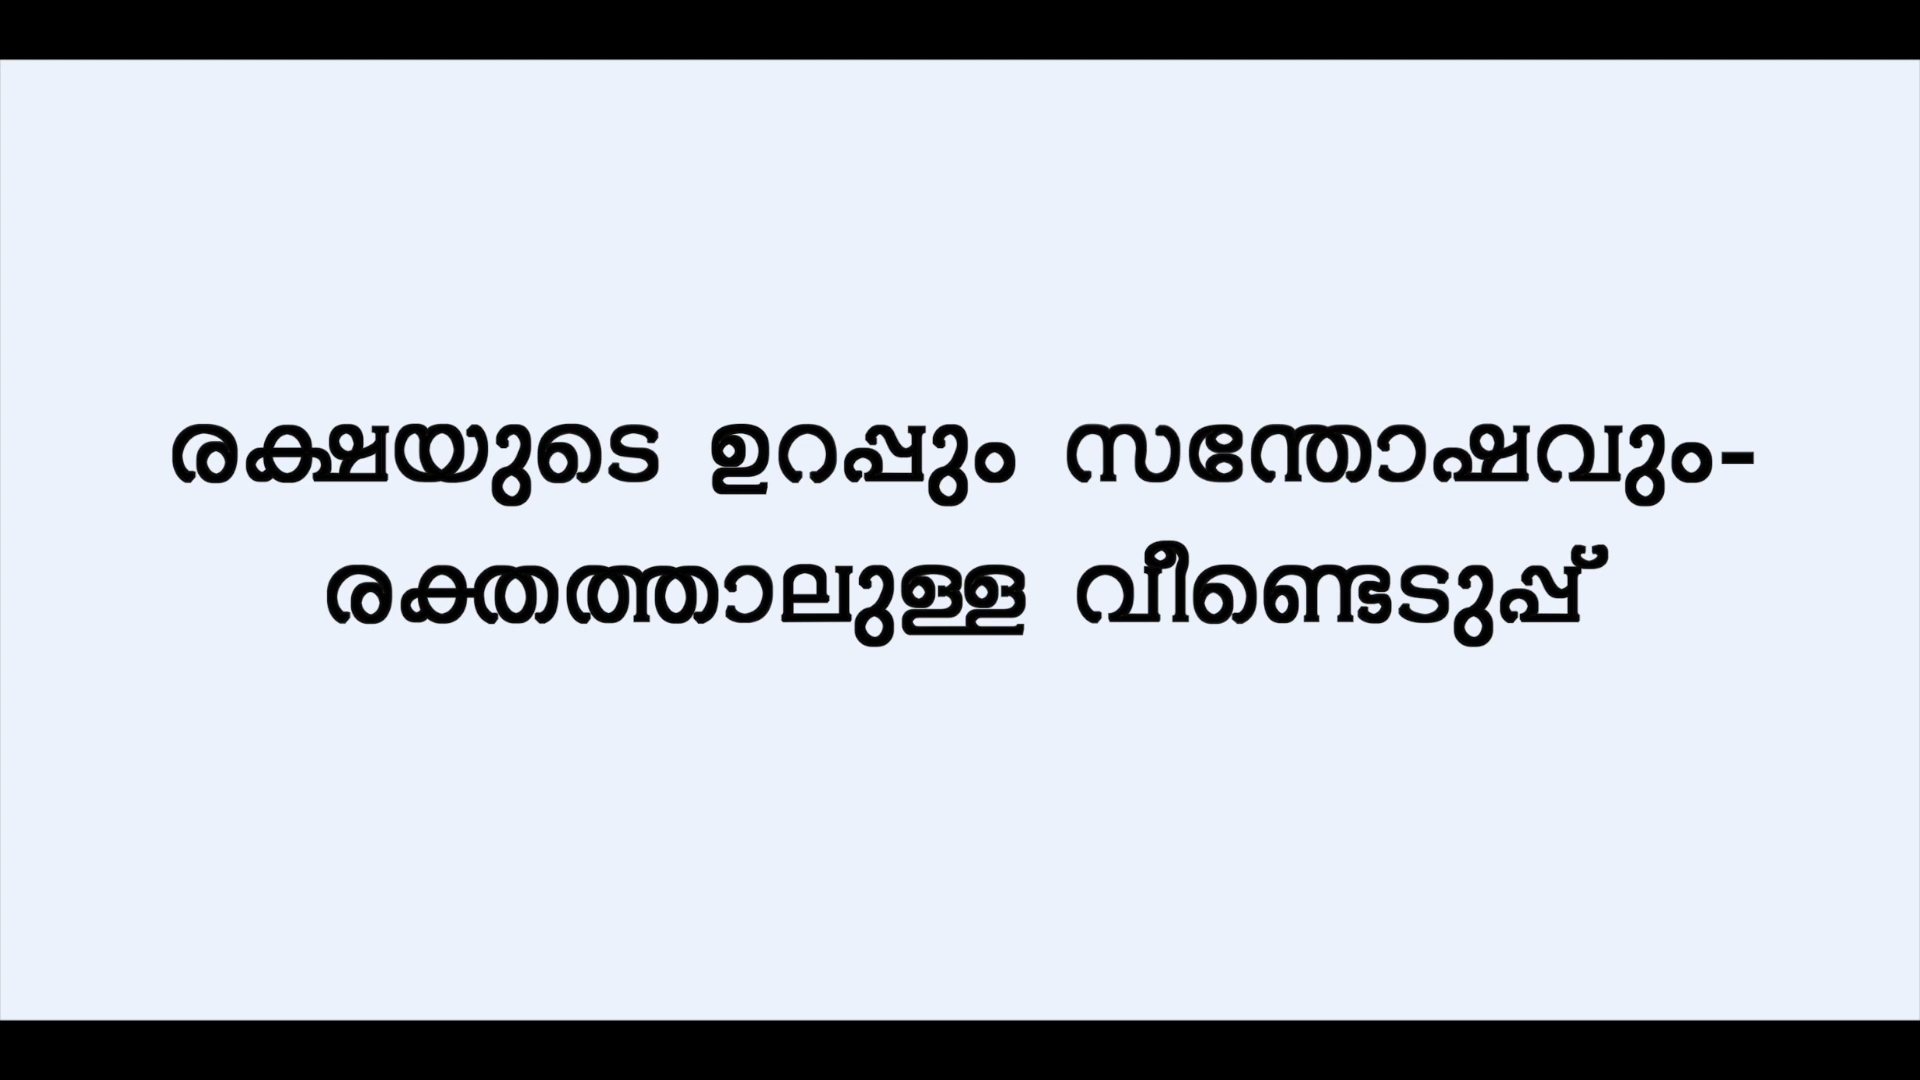 രക്ഷയുടെ ഉറപ്പും സന്തോഷവും-
രക്തത്താലുള്ള വീണ്ടെടുപ്പ്